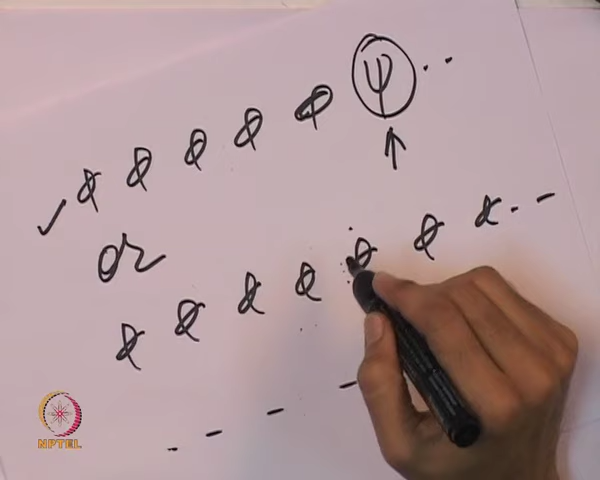 ✓ ϕ ϕ ϕ ϕ ϕ ψ ..
↑
or
ϕ ϕ ϕ ϕ ϕ ϕ ϕ . -
. - - -
NPTEL